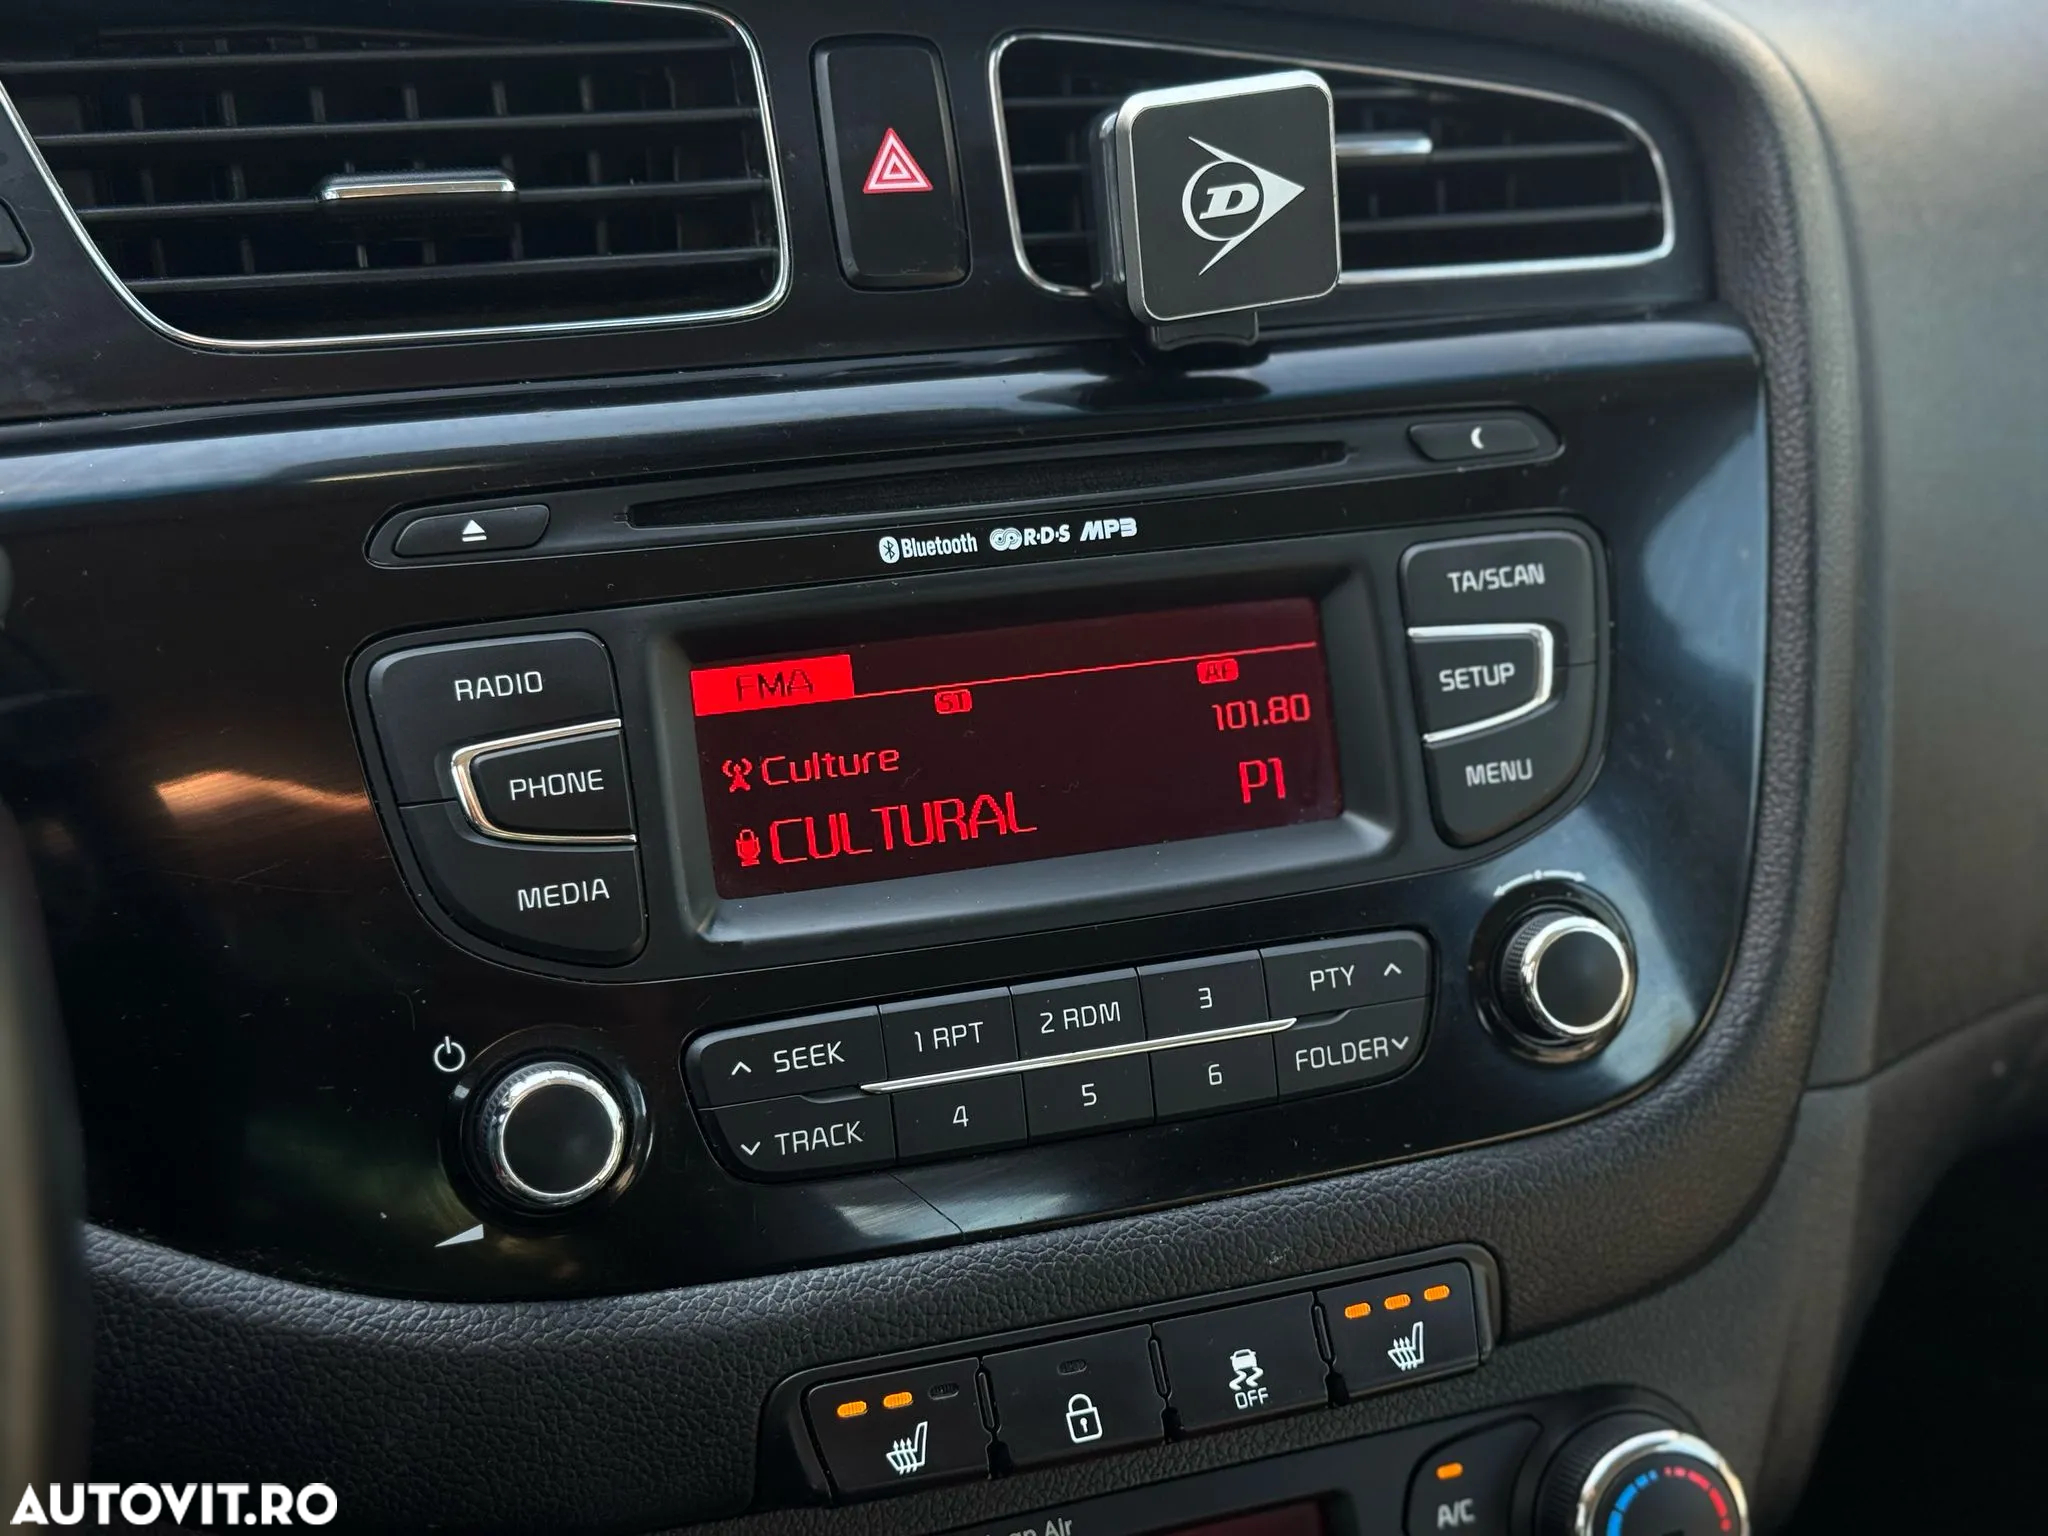 D
Bluetooth R·D·S MP3
TA/SCAN
RADIO
FMA
ST
AF
101.80
SETUP
PHONE
Culture
P1
MENU
CULTURAL
MEDIA
SEEK
1 RPT
2 RDM
3
PTY
TRACK
4
5
6
FOLDER
OFF
A/C
Air
AUTOVIT.RO